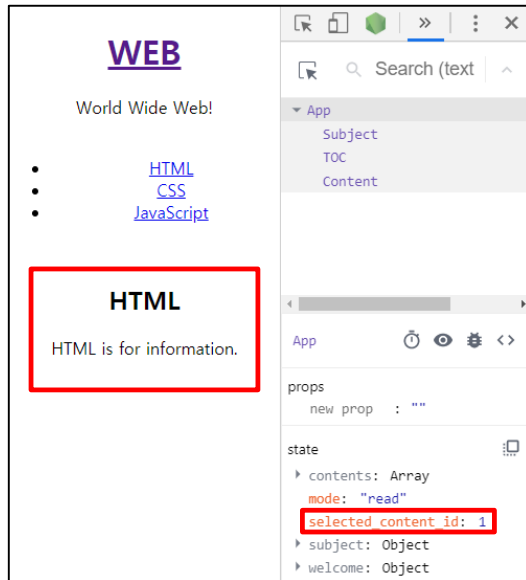 WEB
World Wide Web!
HTML
CSS
JavaScript
HTML
HTML is for information.
Search (text
App
Subject
TOC
Content
App
props
new prop : ""
state
contents: Array
mode: "read"
selected_content_id: 1
subject: Object
welcome: Object